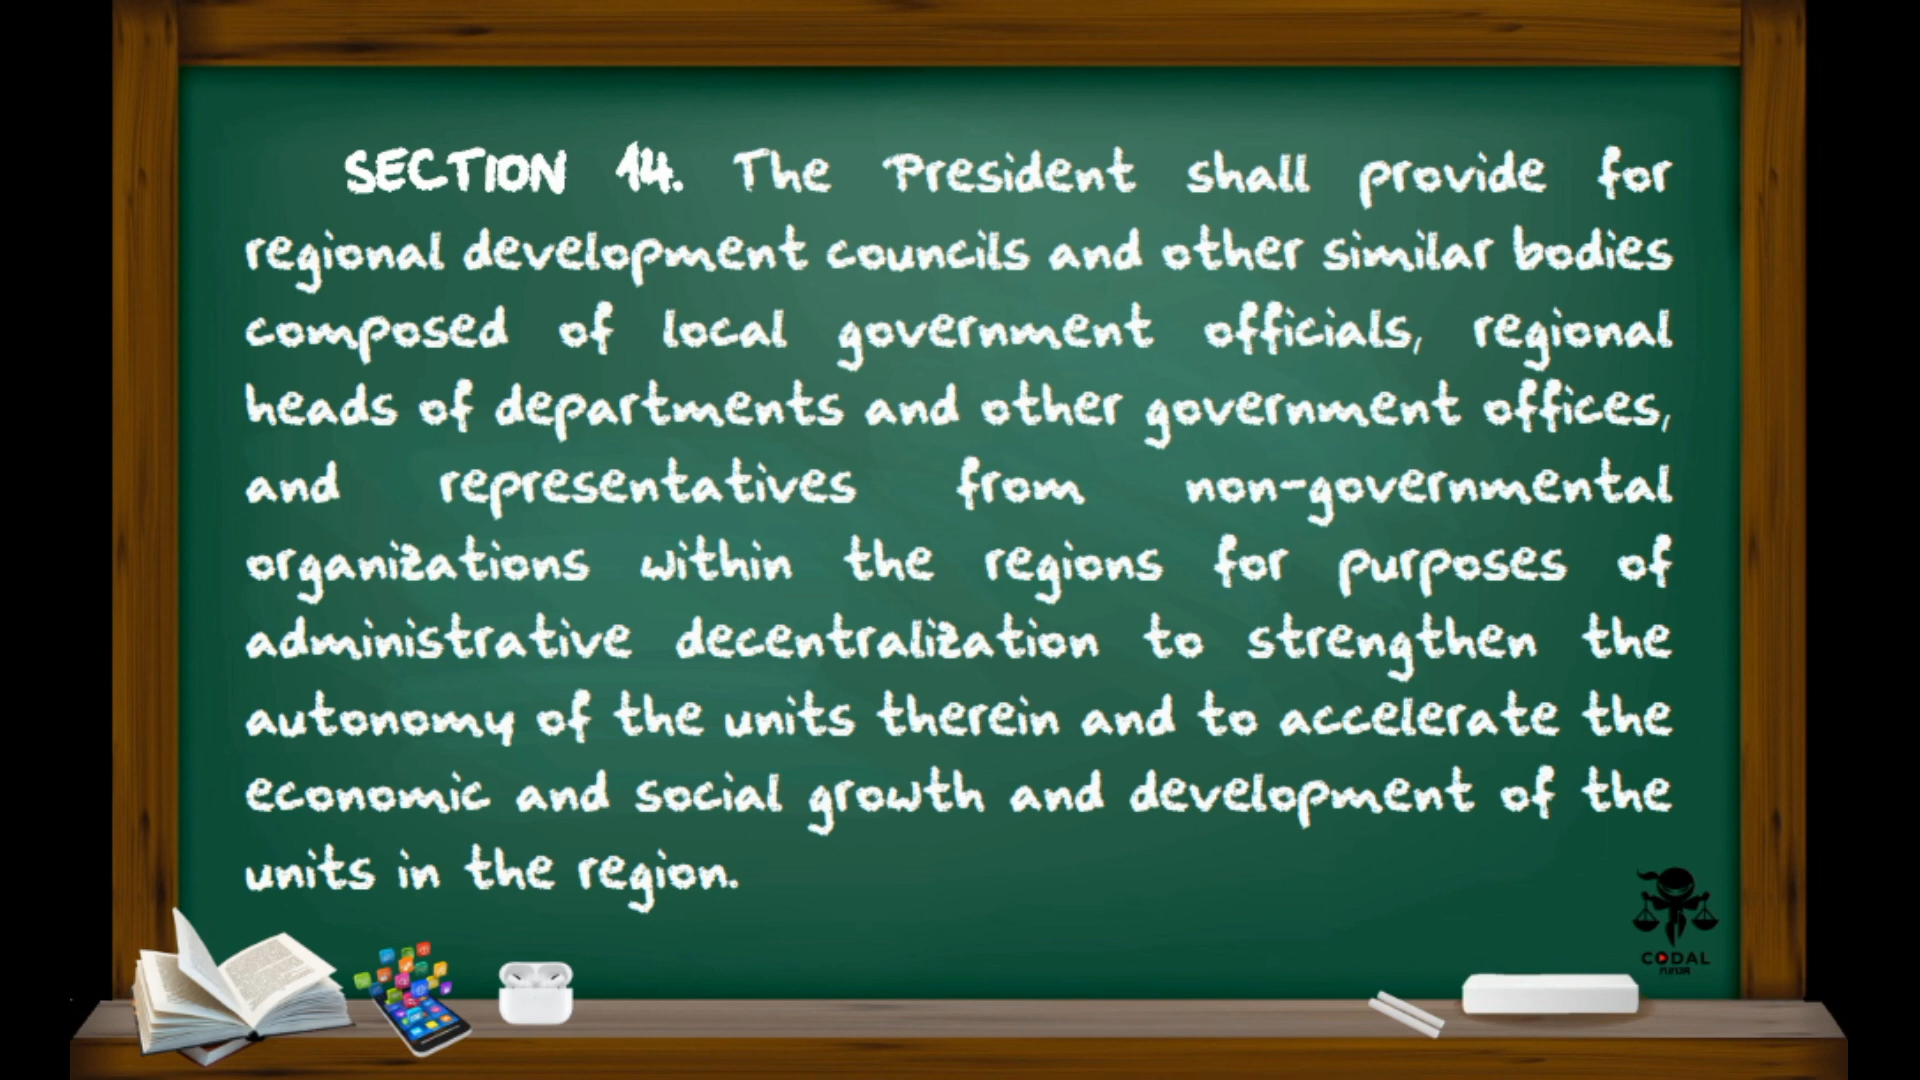 SECTION 14. The President shall provide for
regional development councils and other similar bodies
composed of local government officials, regional
heads of departments and other government offices,
and representatives from non-governmental
organizations within the regions for purposes of
administrative decentralization to strengthen the
autonomy of the units therein and to accelerate the
economic and social growth and development of the
units in the region.
CODAL
NINJA